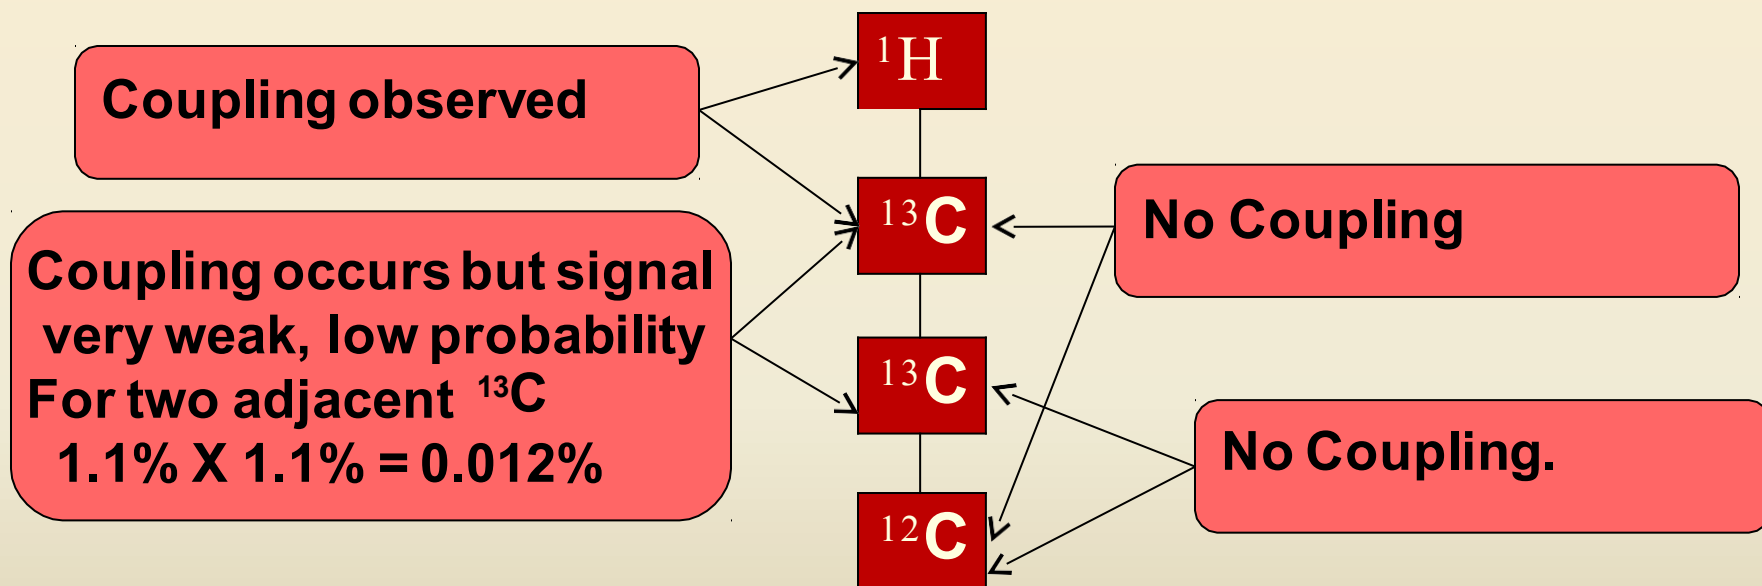 Coupling observed
Coupling occurs but signal
very weak, low probability
For two adjacent ¹³C
1.1% X 1.1% = 0.012%
¹H
¹³C
¹³C
¹²C
No Coupling
No Coupling.